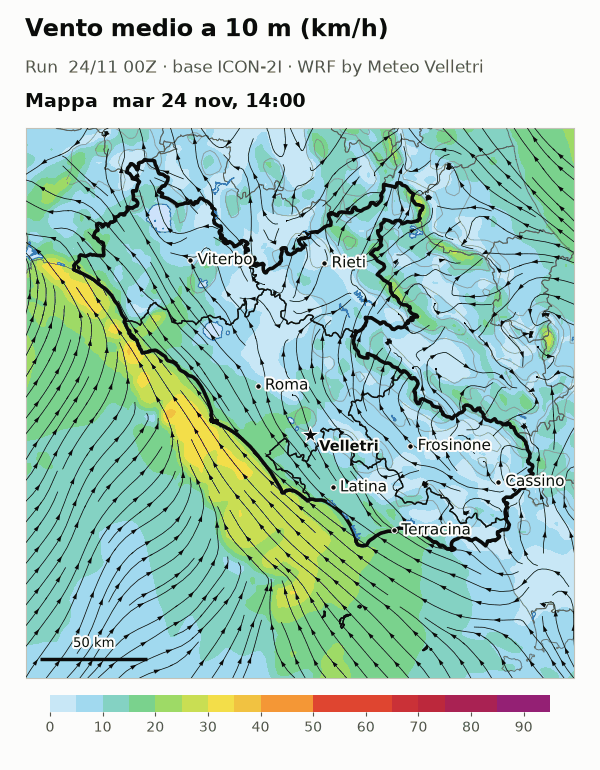 Vento medio a 10 m (km/h)
Run  24/11 00Z · base ICON-2I · WRF by Meteo Velletri
Mappa  mar 24 nov, 14:00
Viterbo
Rieti
Roma
Velletri
Frosinone
Latina
Cassino
Terracina
50 km
0 10 20 30 40 50 60 70 80 90